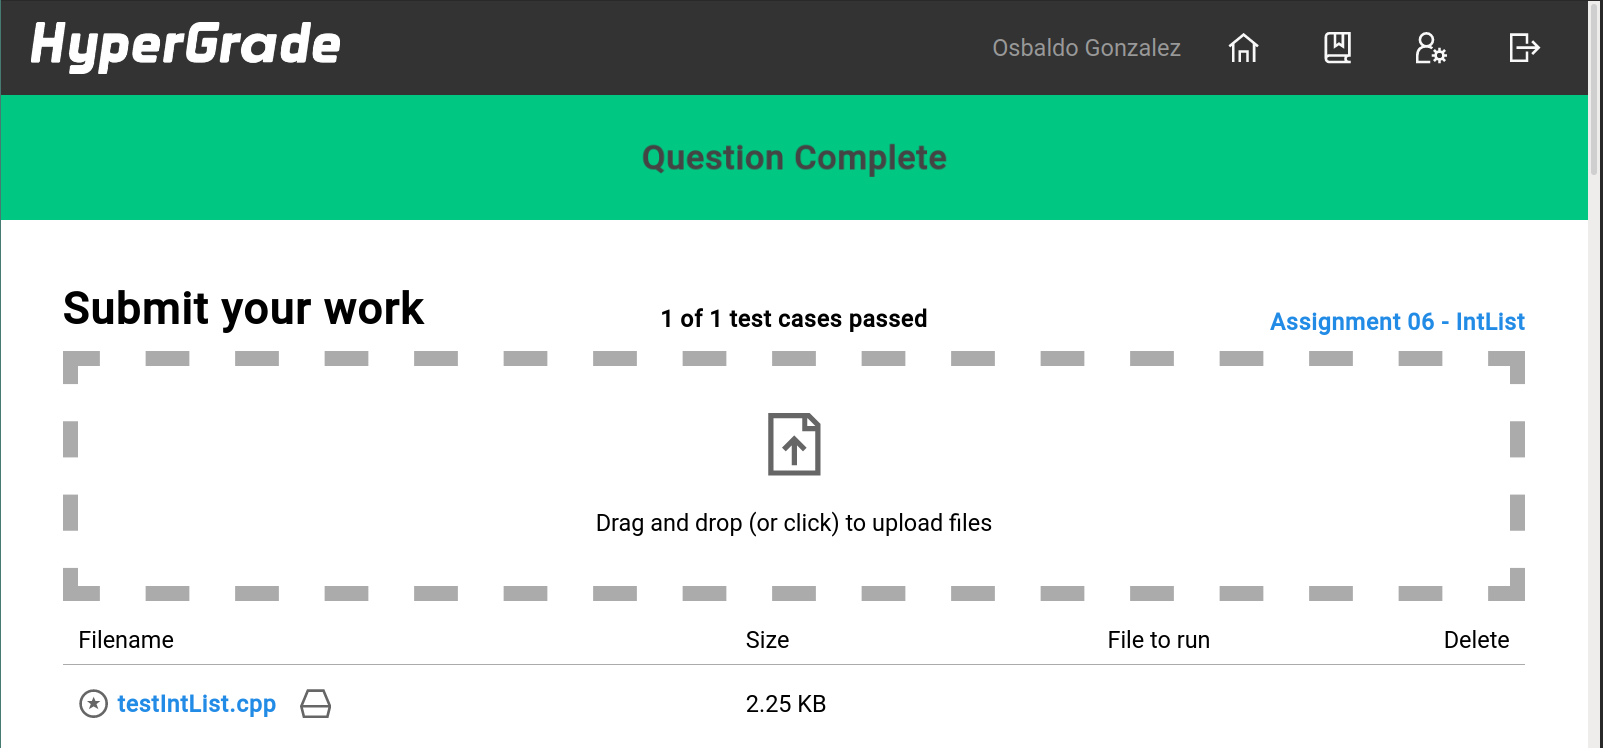 HyperGrade
Osbaldo Gonzalez
Question Complete
Submit your work
1 of 1 test cases passed
Assignment 06 - IntList
Drag and drop (or click) to upload files
Filename Size File to run Delete
testIntList.cpp 2.25 KB